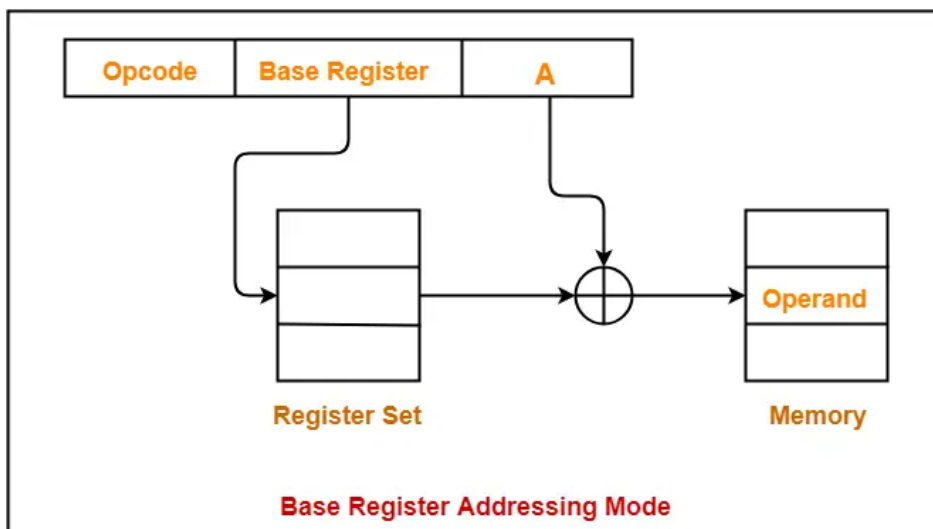 Opcode Base Register A
Operand
Register Set Memory
Base Register Addressing Mode